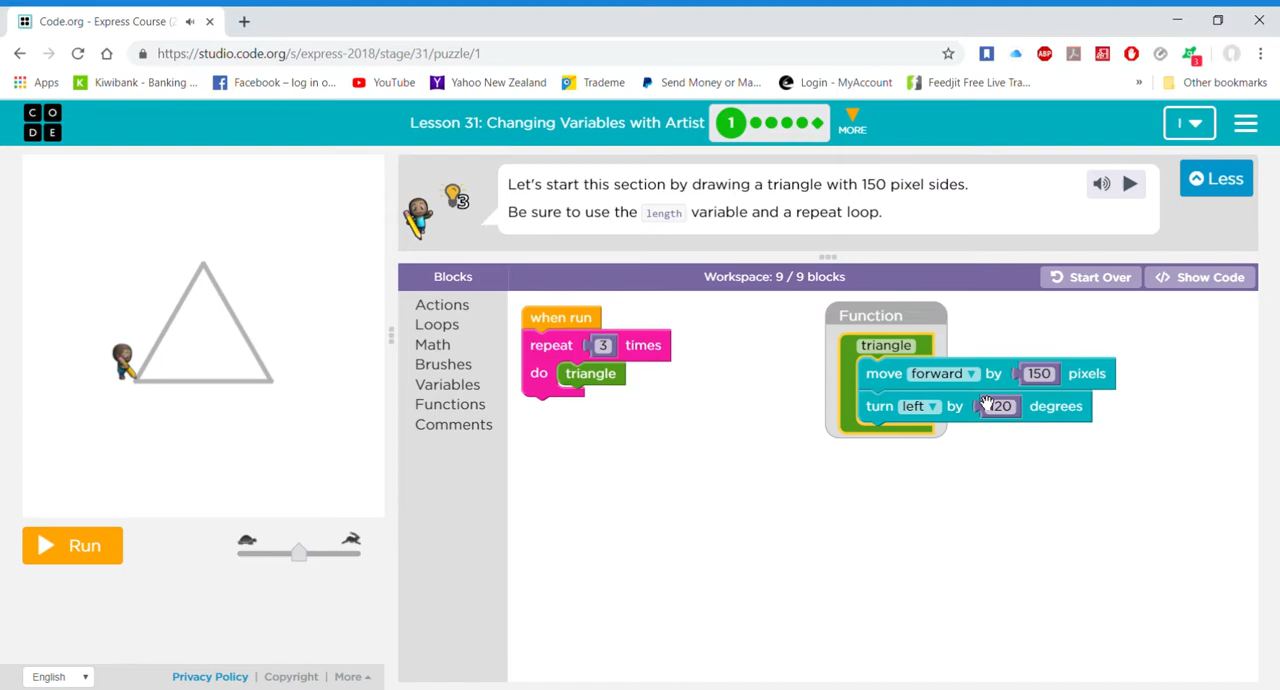 Code.org - Express Course (2
https://studio.code.org/s/express-2018/stage/31/puzzle/1
ABP
3
Apps
Kiwibank - Banking ...
Facebook – log in o...
YouTube
Yahoo New Zealand
Trademe
Send Money or Ma...
Login - MyAccount
Feedjit Free Live Tra...
»
Other bookmarks
C O
D E
Lesson 31: Changing Variables with Artist
1
MORE
I
3
Let's start this section by drawing a triangle with 150 pixel sides.
Be sure to use the length variable and a repeat loop.
Less
Blocks
Workspace: 9 / 9 blocks
Start Over
</> Show Code
Actions
Loops
Math
Brushes
Variables
Functions
Comments
when run
repeat 3 times
do triangle
Function
triangle
move forward by 150 pixels
turn left by 120 degrees
Run
English
Privacy Policy | Copyright | More